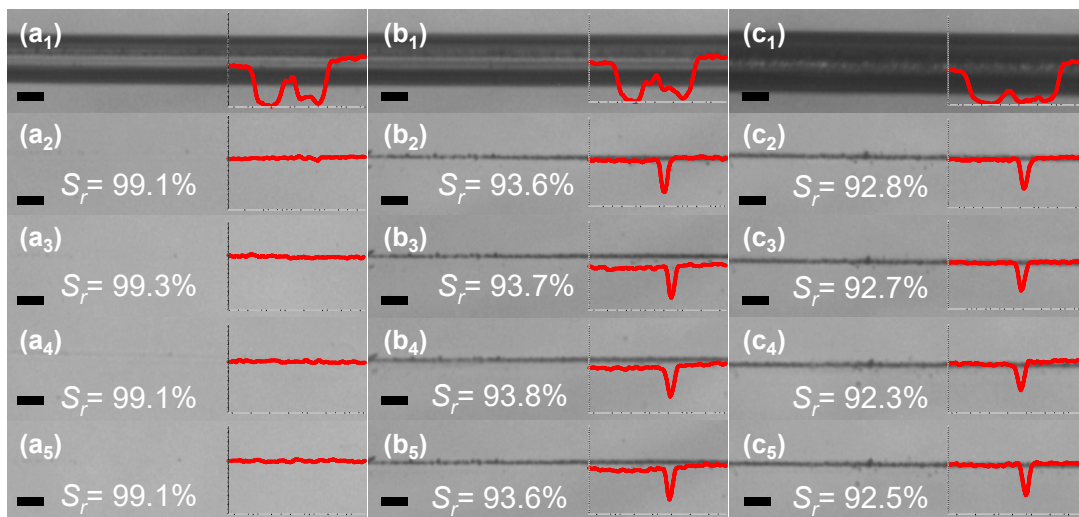 (a₁) (b₁) (c₁)
(a₂) (b₂) (c₂)
Sᵣ= 99.1% Sᵣ= 93.6% Sᵣ= 92.8%
(a₃) (b₃) (c₃)
Sᵣ= 99.3% Sᵣ= 93.7% Sᵣ= 92.7%
(a₄) (b₄) (c₄)
Sᵣ= 99.1% Sᵣ= 93.8% Sᵣ= 92.3%
(a₅) (b₅) (c₅)
Sᵣ= 99.1% Sᵣ= 93.6% Sᵣ= 92.5%